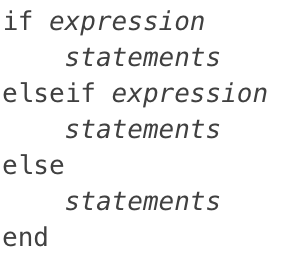 if expression
    statements
elseif expression
    statements
else
    statements
end